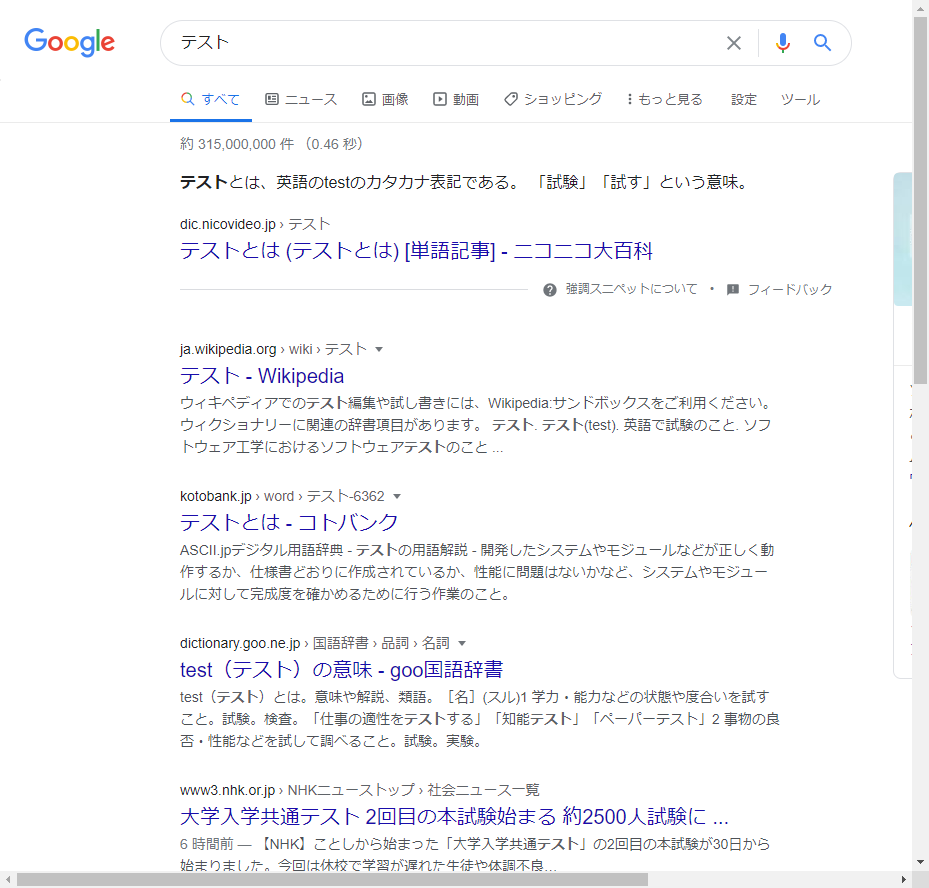 Google
テスト
すべて
ニュース
画像
動画
ショッピング
もっと見る
設定
ツール
約 315,000,000 件 （0.46 秒）
テストとは、英語のtestのカタカナ表記である。 「試験」「試す」という意味。
dic.nicovideo.jp › テスト
テストとは (テストとは) [単語記事] - ニコニコ大百科
強調スニペットについて ・ フィードバック
ja.wikipedia.org › wiki › テスト
テスト - Wikipedia
ウィキペディアでのテスト編集や試し書きには、Wikipedia:サンドボックスをご利用ください。
ウィクショナリーに関連の辞書項目があります。 テスト. テスト(test). 英語で試験のこと. ソフ
トウェア工学におけるソフトウェアテストのこと ...
kotobank.jp › word › テスト-6362
テストとは - コトバンク
ASCII.jpデジタル用語辞典 - テストの用語解説 - 開発したシステムやモジュールなどが正しく動
作するか、仕様書どおりに作成されているか、性能に問題はないかなど、システムやモジュー
ルに対して完成度を確かめるために行う作業のこと。
dictionary.goo.ne.jp › 国語辞書 › 品詞 › 名詞
test（テスト）の意味 - goo国語辞書
test（テスト）とは。意味や解説、類語。［名］(スル)1 学力・能力などの状態や度合いを試す
こと。試験。検査。「仕事の適性をテストする」「知能テスト」「ペーパーテスト」2 事物の良
否・性能などを試して調べること。試験。実験。
www3.nhk.or.jp › NHKニューストップ › 社会ニュース一覧
大学入学共通テスト 2回目の本試験始まる 約2500人試験に ...
6 時間前 — 【NHK】ことしから始まった「大学入学共通テスト」の2回目の本試験が30日から
始まりました。今回は休校で学習が遅れた生徒や体調不良...